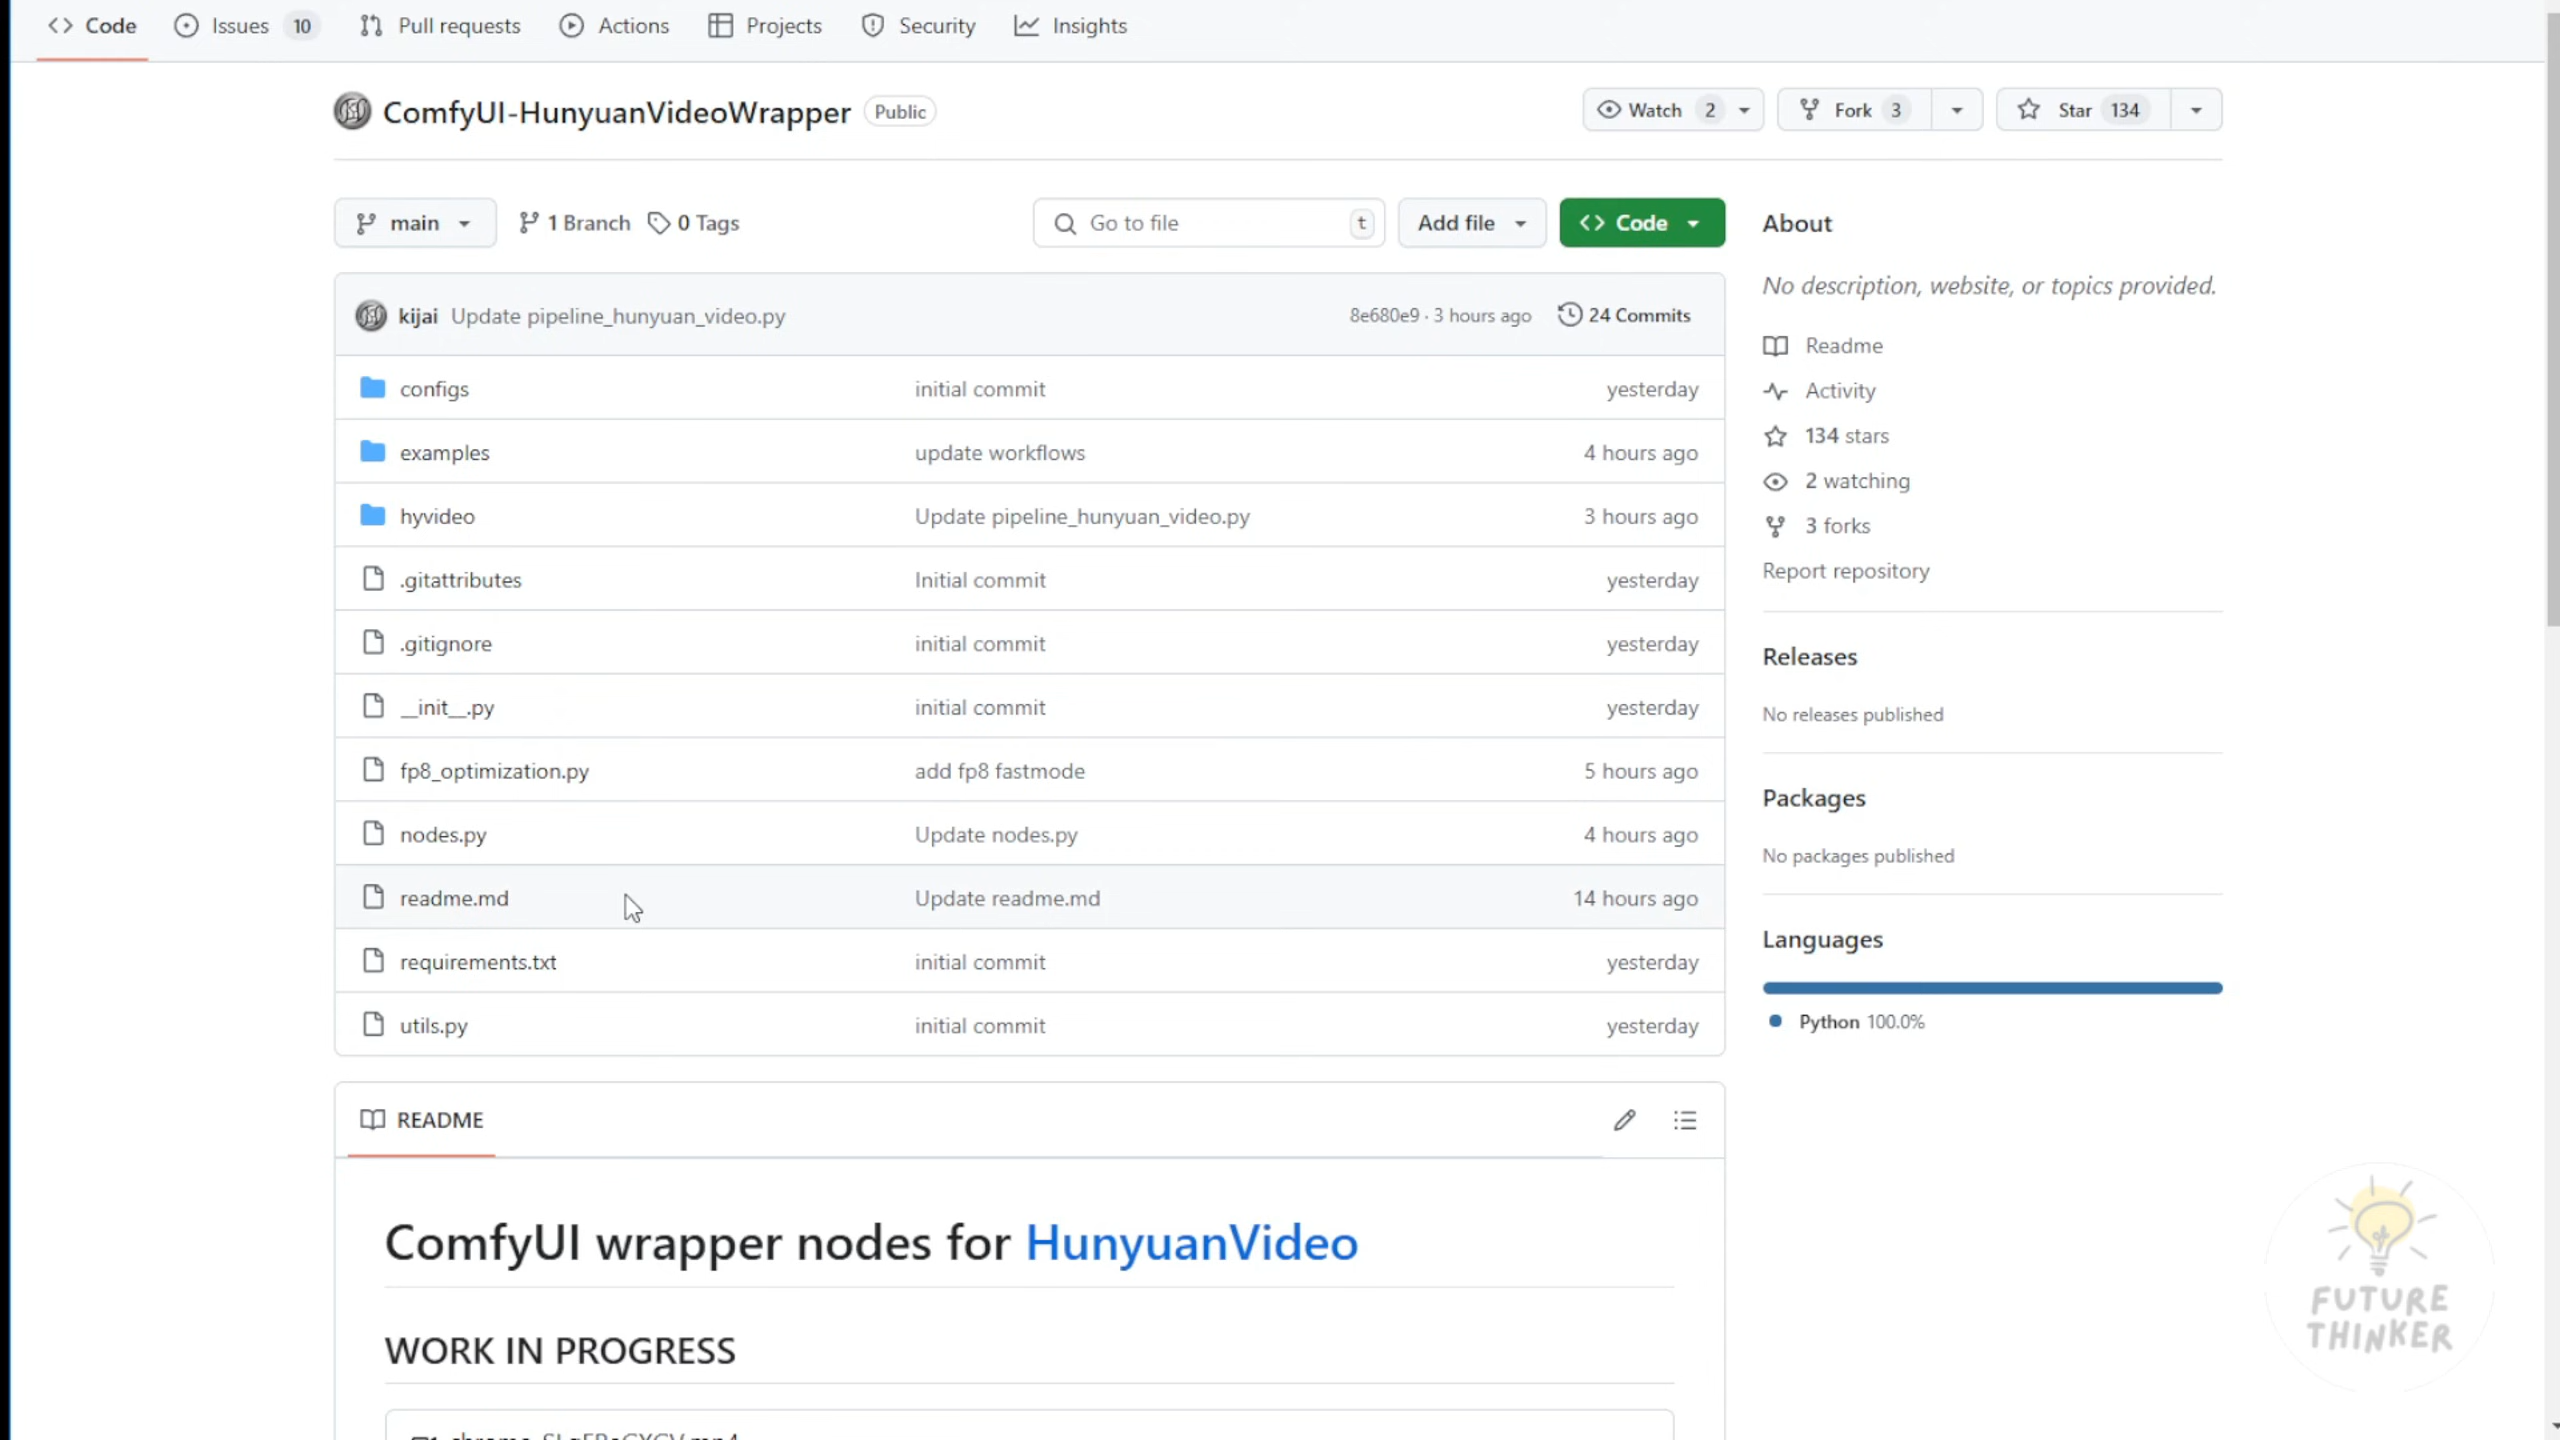 Code Issues 10 Pull requests Actions Projects Security Insights
ComfyUI-HunyuanVideoWrapper Public Watch 2 Fork 3 Star 134
main 1 Branch 0 Tags Go to file t Add file Code
kijai Update pipeline_hunyuan_video.py 8e680e9 · 3 hours ago 24 Commits
configs initial commit yesterday
examples update workflows 4 hours ago
hyvideo Update pipeline_hunyuan_video.py 3 hours ago
.gitattributes Initial commit yesterday
.gitignore initial commit yesterday
__init__.py initial commit yesterday
fp8_optimization.py add fp8 fastmode 5 hours ago
nodes.py Update nodes.py 4 hours ago
readme.md Update readme.md 14 hours ago
requirements.txt initial commit yesterday
utils.py initial commit yesterday
README
ComfyUI wrapper nodes for HunyuanVideo
WORK IN PROGRESS
About
No description, website, or topics provided.
Readme
Activity
134 stars
2 watching
3 forks
Report repository
Releases
No releases published
Packages
No packages published
Languages
Python 100.0%
FUTURE
THINKER